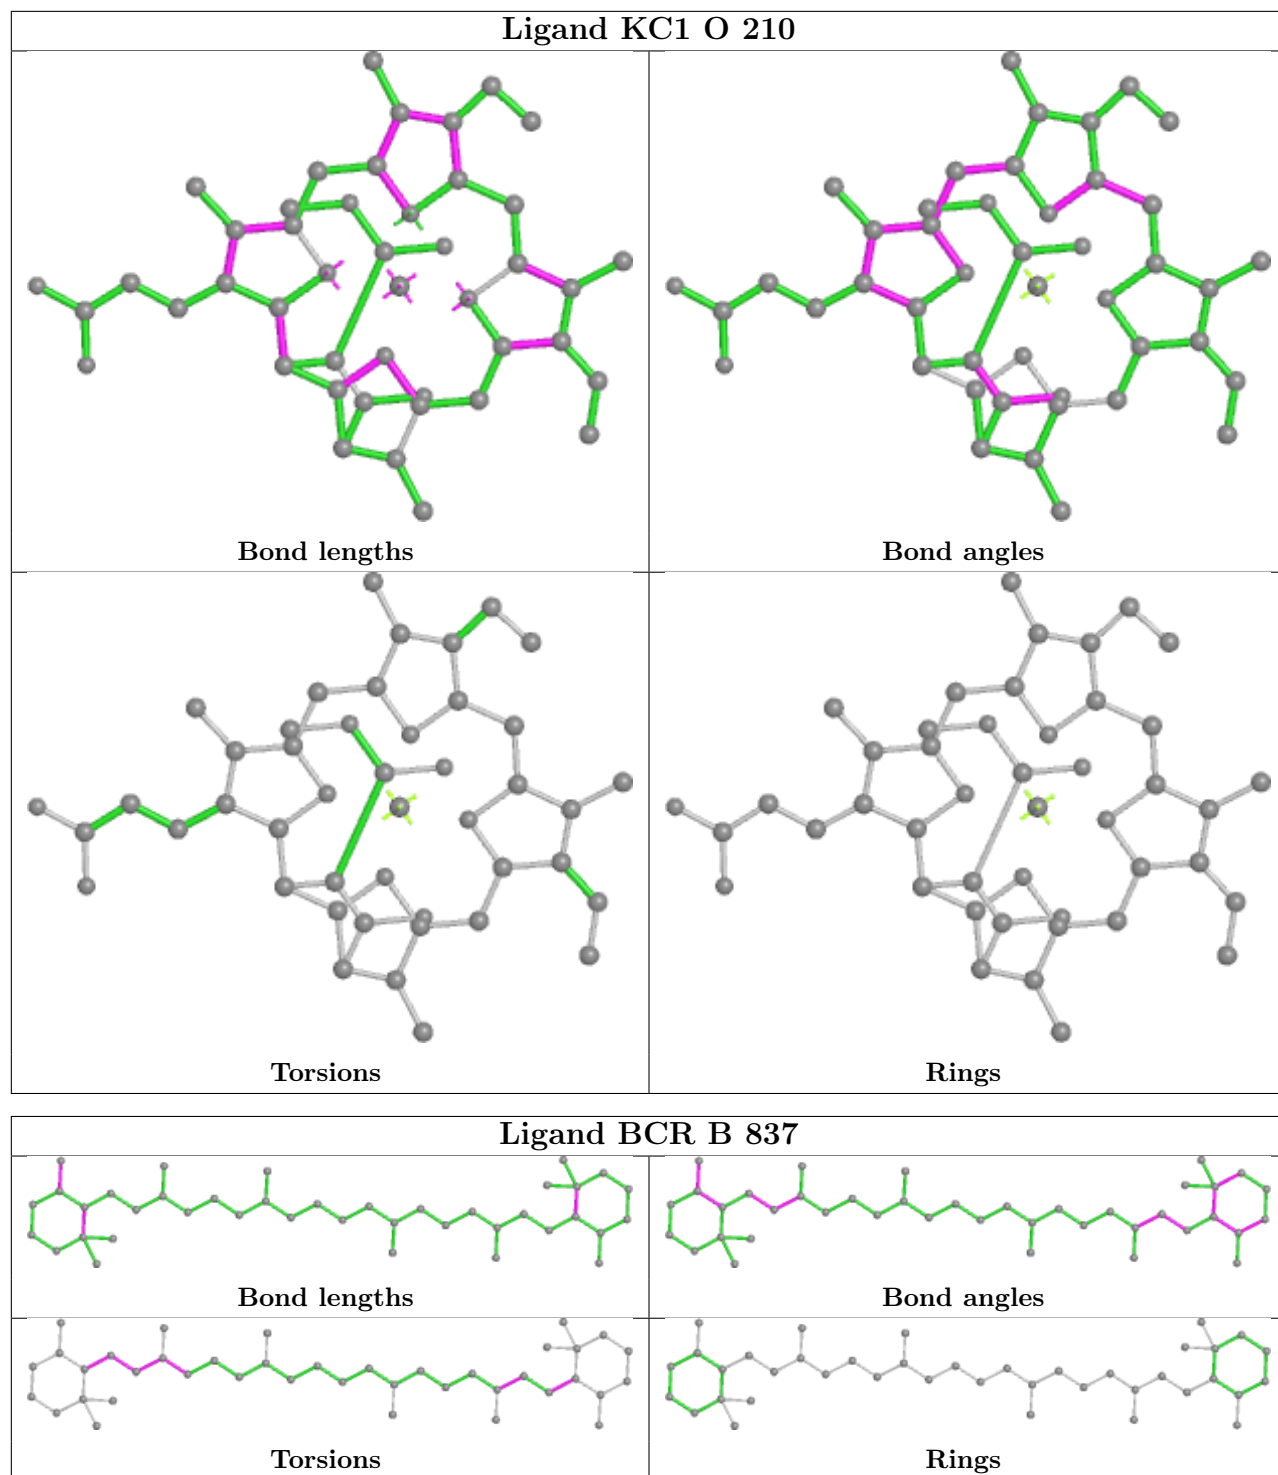 Ligand KC1 O 210
Bond lengths
Bond angles
Torsions
Rings
Ligand BCR B 837
Bond lengths
Bond angles
Torsions
Rings